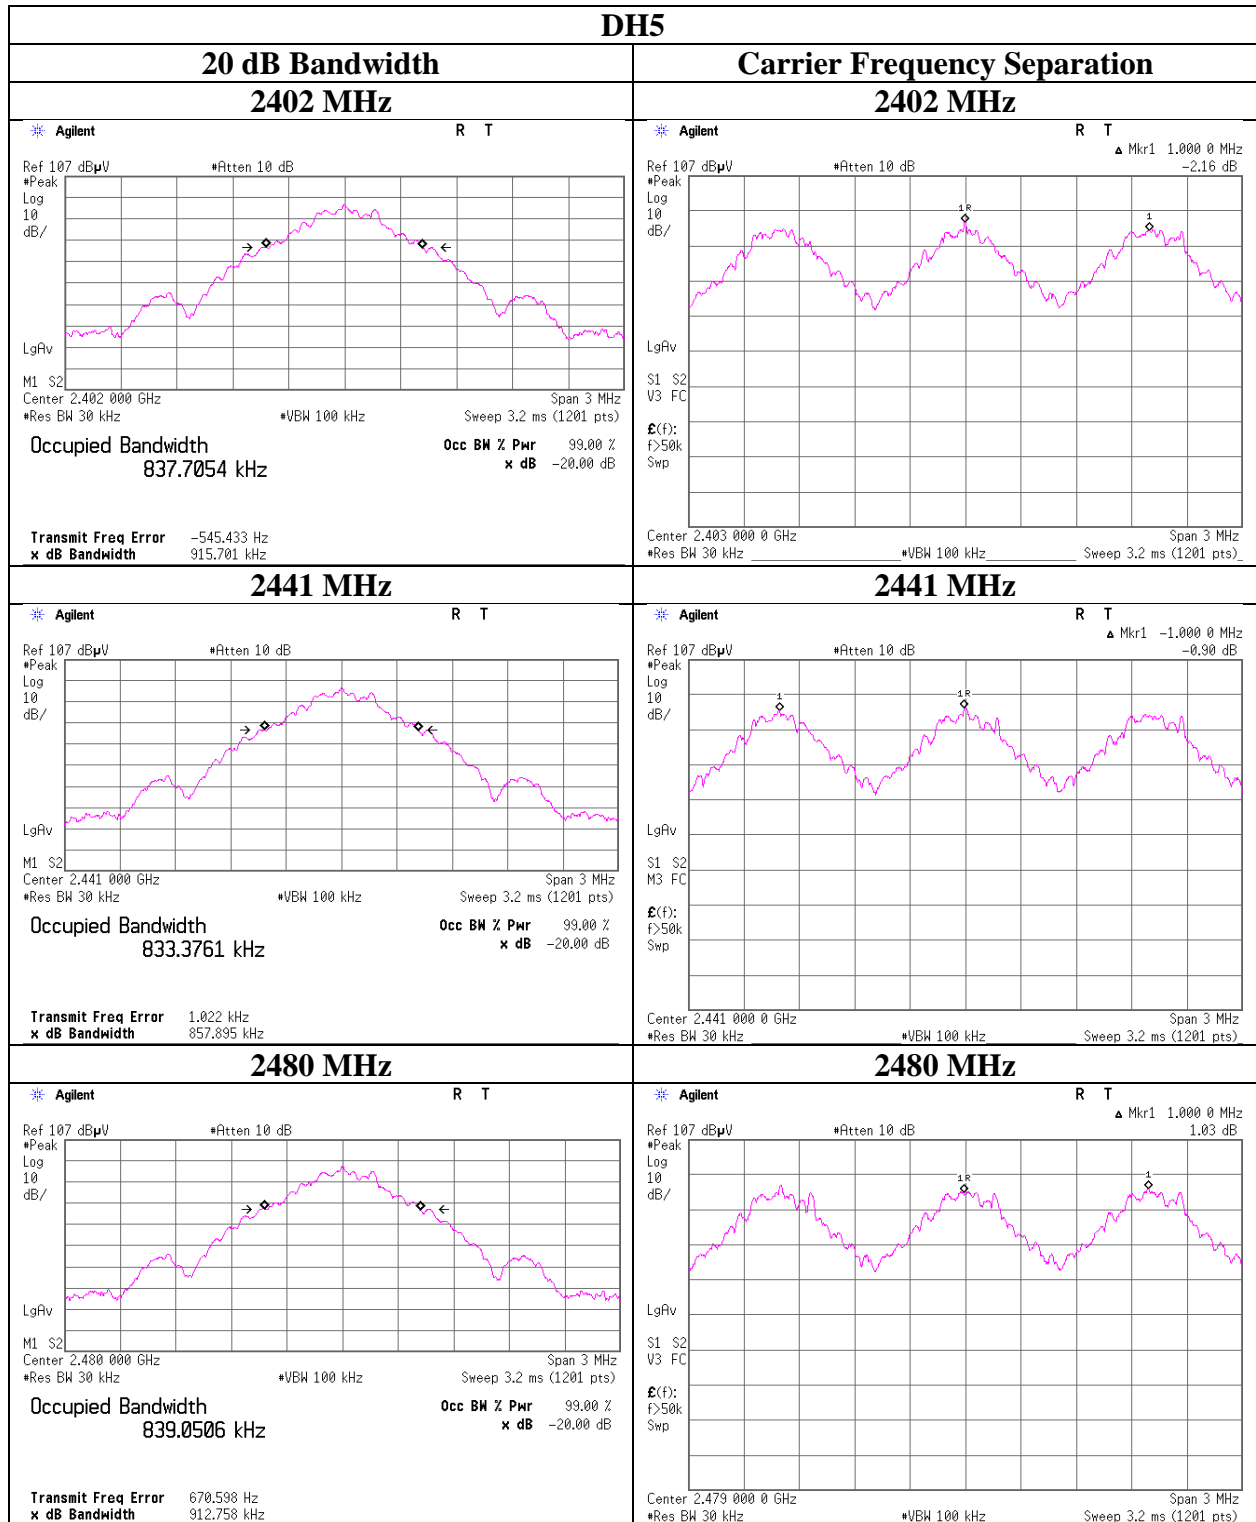 DH5
20 dB Bandwidth
Carrier Frequency Separation
2402 MHz
2402 MHz
Agilent
R T
Ref 107 dBµV
#Atten 10 dB
#Peak
Log
10
dB/
LgAv
M1 S2
Center 2.402 000 GHz
Span 3 MHz
#Res BW 30 kHz
#VBW 100 kHz
Sweep 3.2 ms (1201 pts)
Occupied Bandwidth
837.7054 kHz
Occ BW % Pwr 99.00 %
x dB -20.00 dB
Transmit Freq Error -545.433 Hz
x dB Bandwidth 915.701 kHz
Agilent
R T
Δ Mkr1 1.000 0 MHz
Ref 107 dBµV
#Atten 10 dB
-2.16 dB
#Peak
Log
10
dB/
1R
1
LgAv
S1 S2
V3 FC
£(f):
f>50k
Swp
Center 2.403 000 0 GHz
Span 3 MHz
#Res BW 30 kHz
#VBW 100 kHz
Sweep 3.2 ms (1201 pts)
2441 MHz
2441 MHz
Agilent
R T
Ref 107 dBµV
#Atten 10 dB
#Peak
Log
10
dB/
LgAv
M1 S2
Center 2.441 000 GHz
Span 3 MHz
#Res BW 30 kHz
#VBW 100 kHz
Sweep 3.2 ms (1201 pts)
Occupied Bandwidth
833.3761 kHz
Occ BW % Pwr 99.00 %
x dB -20.00 dB
Transmit Freq Error 1.022 kHz
x dB Bandwidth 857.895 kHz
Agilent
R T
Δ Mkr1 -1.000 0 MHz
Ref 107 dBµV
#Atten 10 dB
-0.90 dB
#Peak
Log
10
dB/
1
1R
LgAv
S1 S2
M3 FC
£(f):
f>50k
Swp
Center 2.441 000 0 GHz
Span 3 MHz
#Res BW 30 kHz
#VBW 100 kHz
Sweep 3.2 ms (1201 pts)
2480 MHz
2480 MHz
Agilent
R T
Ref 107 dBµV
#Atten 10 dB
#Peak
Log
10
dB/
LgAv
M1 S2
Center 2.480 000 GHz
Span 3 MHz
#Res BW 30 kHz
#VBW 100 kHz
Sweep 3.2 ms (1201 pts)
Occupied Bandwidth
839.0506 kHz
Occ BW % Pwr 99.00 %
x dB -20.00 dB
Transmit Freq Error 670.598 Hz
x dB Bandwidth 912.758 kHz
Agilent
R T
Δ Mkr1 1.000 0 MHz
Ref 107 dBµV
#Atten 10 dB
1.03 dB
#Peak
Log
10
dB/
1R
1
LgAv
S1 S2
V3 FC
£(f):
f>50k
Swp
Center 2.479 000 0 GHz
Span 3 MHz
#Res BW 30 kHz
#VBW 100 kHz
Sweep 3.2 ms (1201 pts)